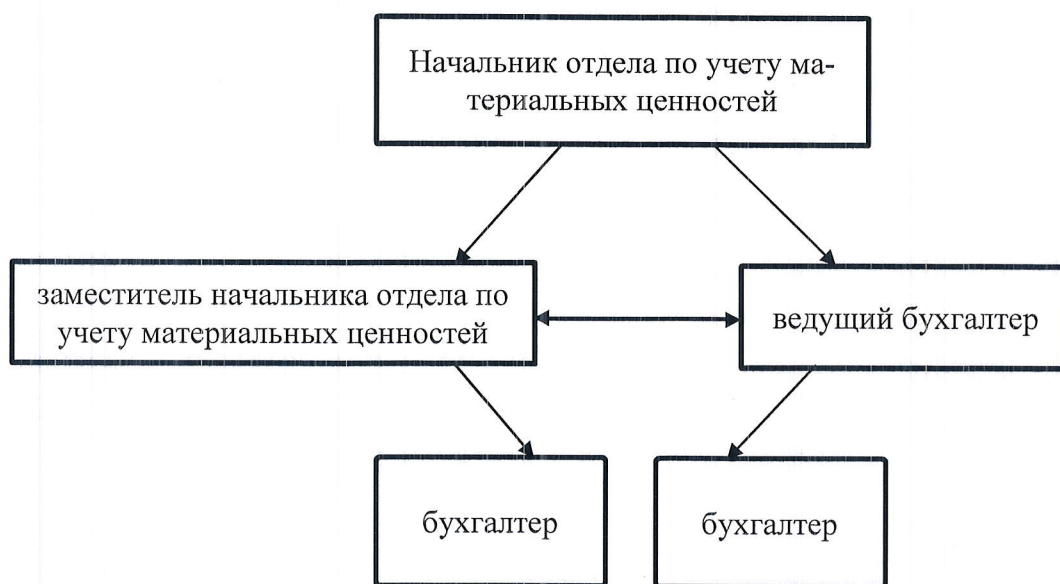 Начальник отдела по учету ма-
териальных ценностей
заместитель начальника отдела по
учету материальных ценностей
ведущий бухгалтер
бухгалтер
бухгалтер